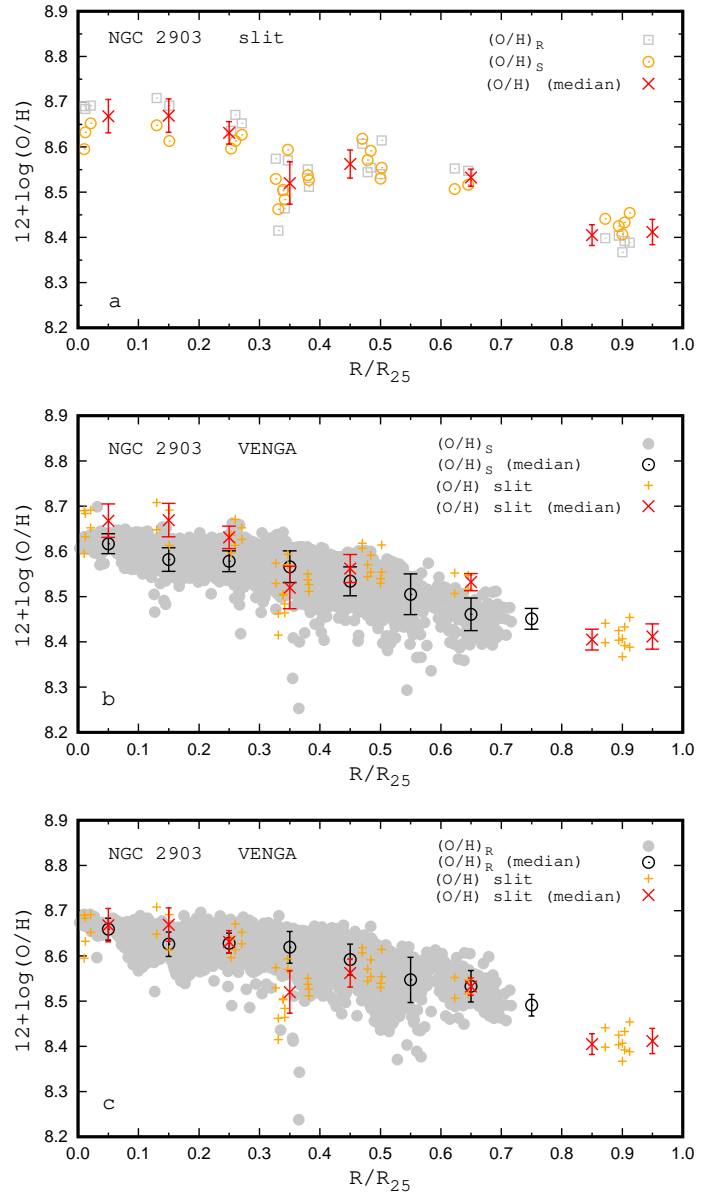 NGC 2903 slit
(O/H)R
(O/H)S
(O/H) (median)
12+log(O/H)
8.9
8.8
8.7
8.6
8.5
8.4
8.3
8.2
a
0.0 0.1 0.2 0.3 0.4 0.5 0.6 0.7 0.8 0.9 1.0
R/R25
NGC 2903 VENGA
(O/H)S
(O/H)S (median)
(O/H) slit
(O/H) slit (median)
12+log(O/H)
8.9
8.8
8.7
8.6
8.5
8.4
8.3
8.2
b
0.0 0.1 0.2 0.3 0.4 0.5 0.6 0.7 0.8 0.9 1.0
R/R25
NGC 2903 VENGA
(O/H)R
(O/H)R (median)
(O/H) slit
(O/H) slit (median)
12+log(O/H)
8.9
8.8
8.7
8.6
8.5
8.4
8.3
8.2
c
0.0 0.1 0.2 0.3 0.4 0.5 0.6 0.7 0.8 0.9 1.0
R/R25